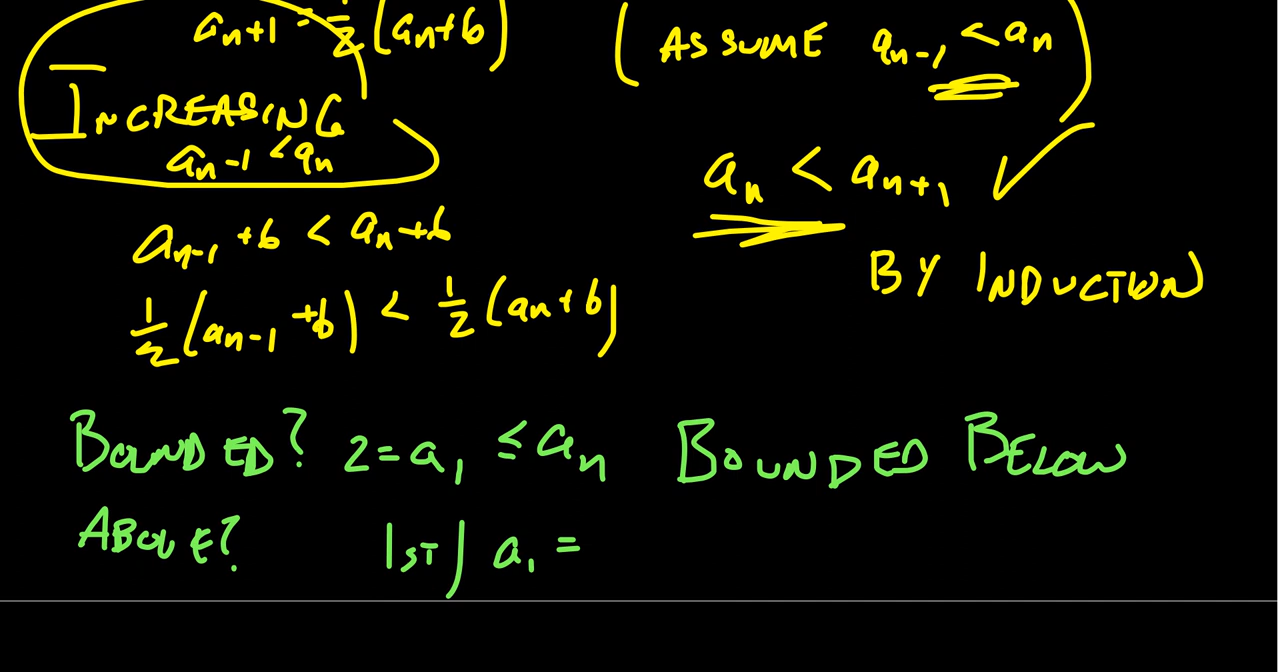 aₙ₊₁ = ½(aₙ+6) (ASSUME aₙ₋₁ < aₙ)
INCREASING
aₙ₋₁ < aₙ
aₙ < aₙ₊₁ ✓
aₙ₋₁ +6 < aₙ+6
BY INDUCTION
½(aₙ₋₁ +6) < ½(aₙ+6)
BOUNDED? 2=a₁ ≤ aₙ BOUNDED BELOW
ABOVE? 1ST) a₁ =